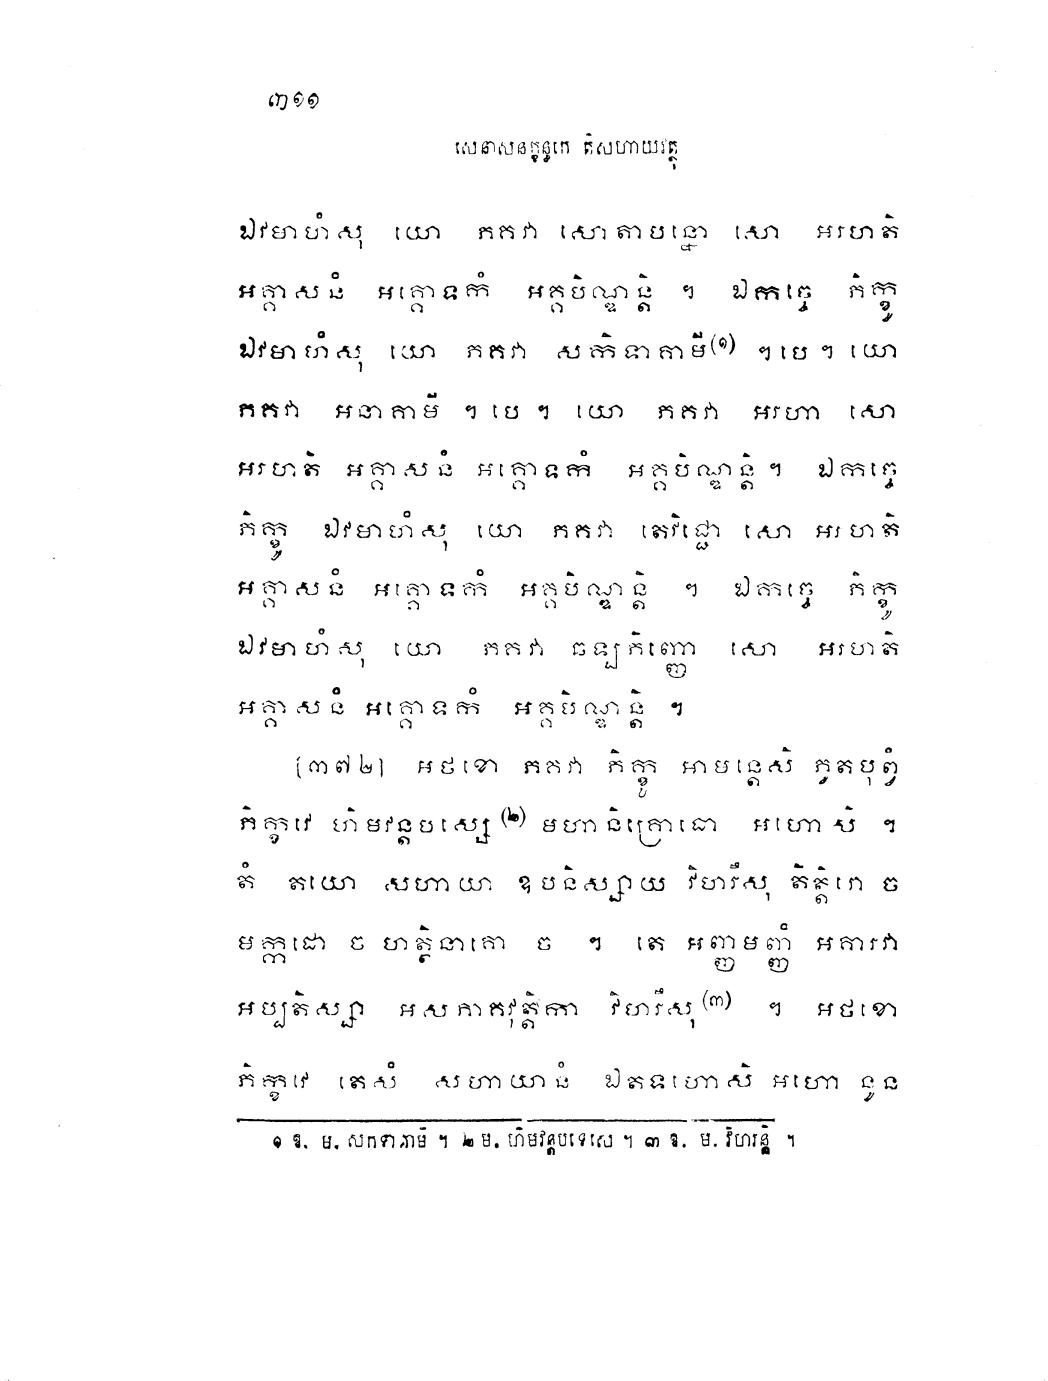 ៣១១
សេនាសនក្ខន្ធកេ តិសហាយវត្ថុ
ឯវមាហំសុ យោ ភគវា សោតាបន្នោ សោ អរហតិ
អគ្គាសនំ អគ្គោទកំ អគ្គបិណ្ឌន្តិ ។ ឯកច្ចេ ភិក្ខូ
ឯវមាហំសុ យោ ភគវា សកិទាគាមី(១) ។ បេ ។ យោ
ភគវា អនាគាមី ។ បេ ។ យោ ភគវា អរហា សោ
អរហតិ អគ្គាសនំ អគ្គោទកំ អគ្គបិណ្ឌន្តិ ។ ឯកច្ចេ
ភិក្ខូ ឯវមាហំសុ យោ ភគវា តេវិជ្ជោ សោ អរហតិ
អគ្គាសនំ អគ្គោទកំ អគ្គបិណ្ឌន្តិ ។ ឯកច្ចេ ភិក្ខូ
ឯវមាហំសុ យោ ភគវា ឆឡ្បភិញ្ញោ សោ អរហតិ
អគ្គាសនំ អគ្គោទកំ អគ្គបិណ្ឌន្តិ ។
[៣៧២] អថខោ ភគវា ភិក្ខូ អាមន្តេសិ ភូតបុព្វំ
ភិក្ខវេ ហិមវន្តបស្សេ(២) មហានិគ្រោធោ អហោសិ ។
តំ តយោ សហាយា ឧបនិស្សាយ វិហរឹសុ តិត្តិរោ ច
មក្កដោ ច ហត្ថិនាគោ ច ។ តេ អញ្ញមញ្ញំ អគារវា
អប្បតិស្សា អសភាគវុត្តិកា វិហរឹសុ(៣) ។ អថខោ
ភិក្ខវេ តេសំ សហាយានំ ឯតទហោសិ អហោ នូន
១ ឱ. ម. សកទាគាមី ។ ២ ម. ហិមវន្តបទេសេ ។ ៣ ឱ. ម. វិហរន្តិ ។